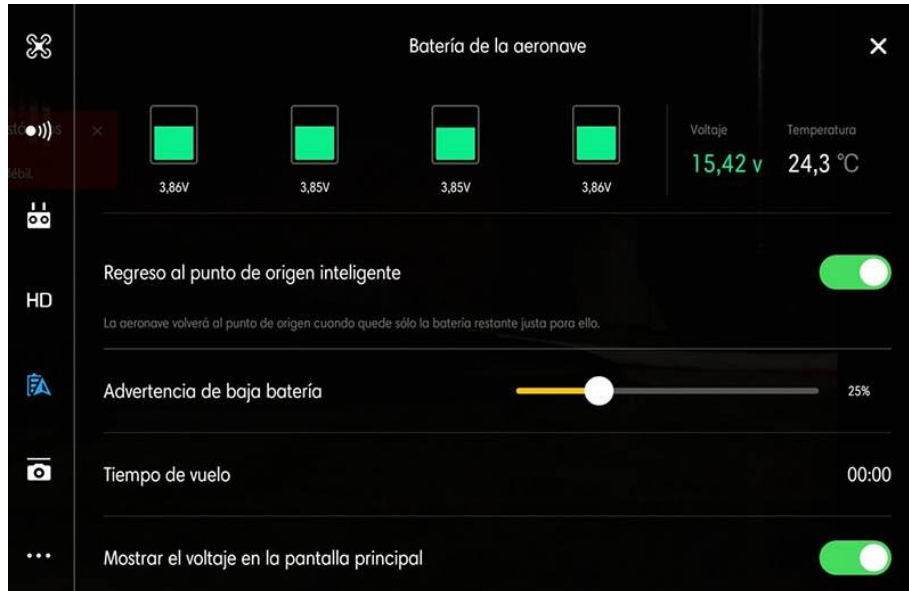 Batería de la aeronave
3,86V
3,85V
3,85V
3,86V
Voltaje
15,42 v
Temperatura
24,3 °C
Regreso al punto de origen inteligente
La aeronave volverá al punto de origen cuando quede sólo la batería restante justa para ello.
HD
Advertencia de baja batería
25%
Tiempo de vuelo
00:00
Mostrar el voltaje en la pantalla principal